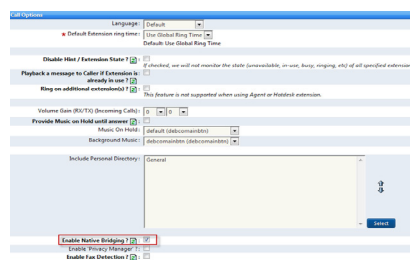 Call Options
Language : Default
* Default Extension ring time : Use Global Ring Time
Default: Use Global Ring Time
Disable Hint / Extension State ? :
If checked, we will not monitor the state (unavailable, in-use, busy, ringing, etc) of all specified extension
Playback a message to Caller if Extension is already in use ? :
Ring on additional extension(s) ? :
This feature is not supported when using Agent or Holdesk extension.
Volume Gain (RX/TX) (Incoming Calls) : 0 0
Provide Music on Hold until answer :
Music On Hold : default (debcomainbtn)
Background Music : debcomainbtn (debcomainbtn)
Include Personal Directory : General
Select
Enable Native Bridging ? :
Enable 'Privacy Manager' ? :
Enable Fax Detection ? :